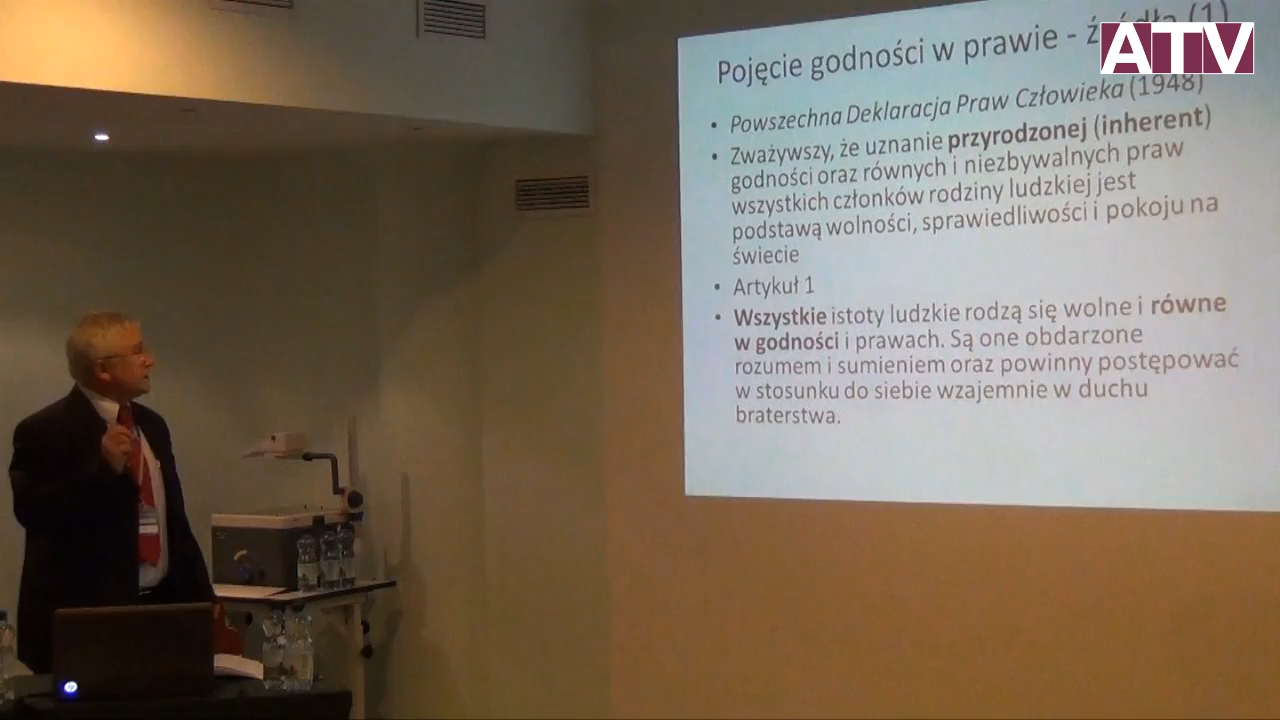 Pojęcie godności w prawie - źródła (1)
ATV
• Powszechna Deklaracja Praw Człowieka (1948)
• Zważywszy, że uznanie przyrodzonej (inherent)
godności oraz równych i niezbywalnych praw
wszystkich członków rodziny ludzkiej jest
podstawą wolności, sprawiedliwości i pokoju na
świecie
• Artykuł 1
• Wszystkie istoty ludzkie rodzą się wolne i równe
w godności i prawach. Są one obdarzone
rozumem i sumieniem oraz powinny postępować
w stosunku do siebie wzajemnie w duchu
braterstwa.